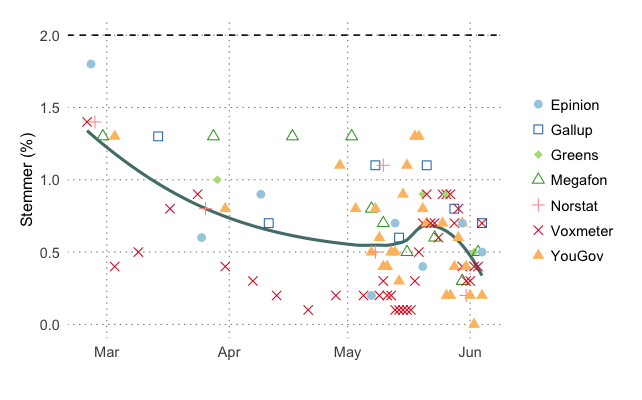 2.0
1.5
1.0
0.5
0.0
Stemmer (%)
Mar
Apr
May
Jun
Epinion
Gallup
Greens
Megafon
Norstat
Voxmeter
YouGov